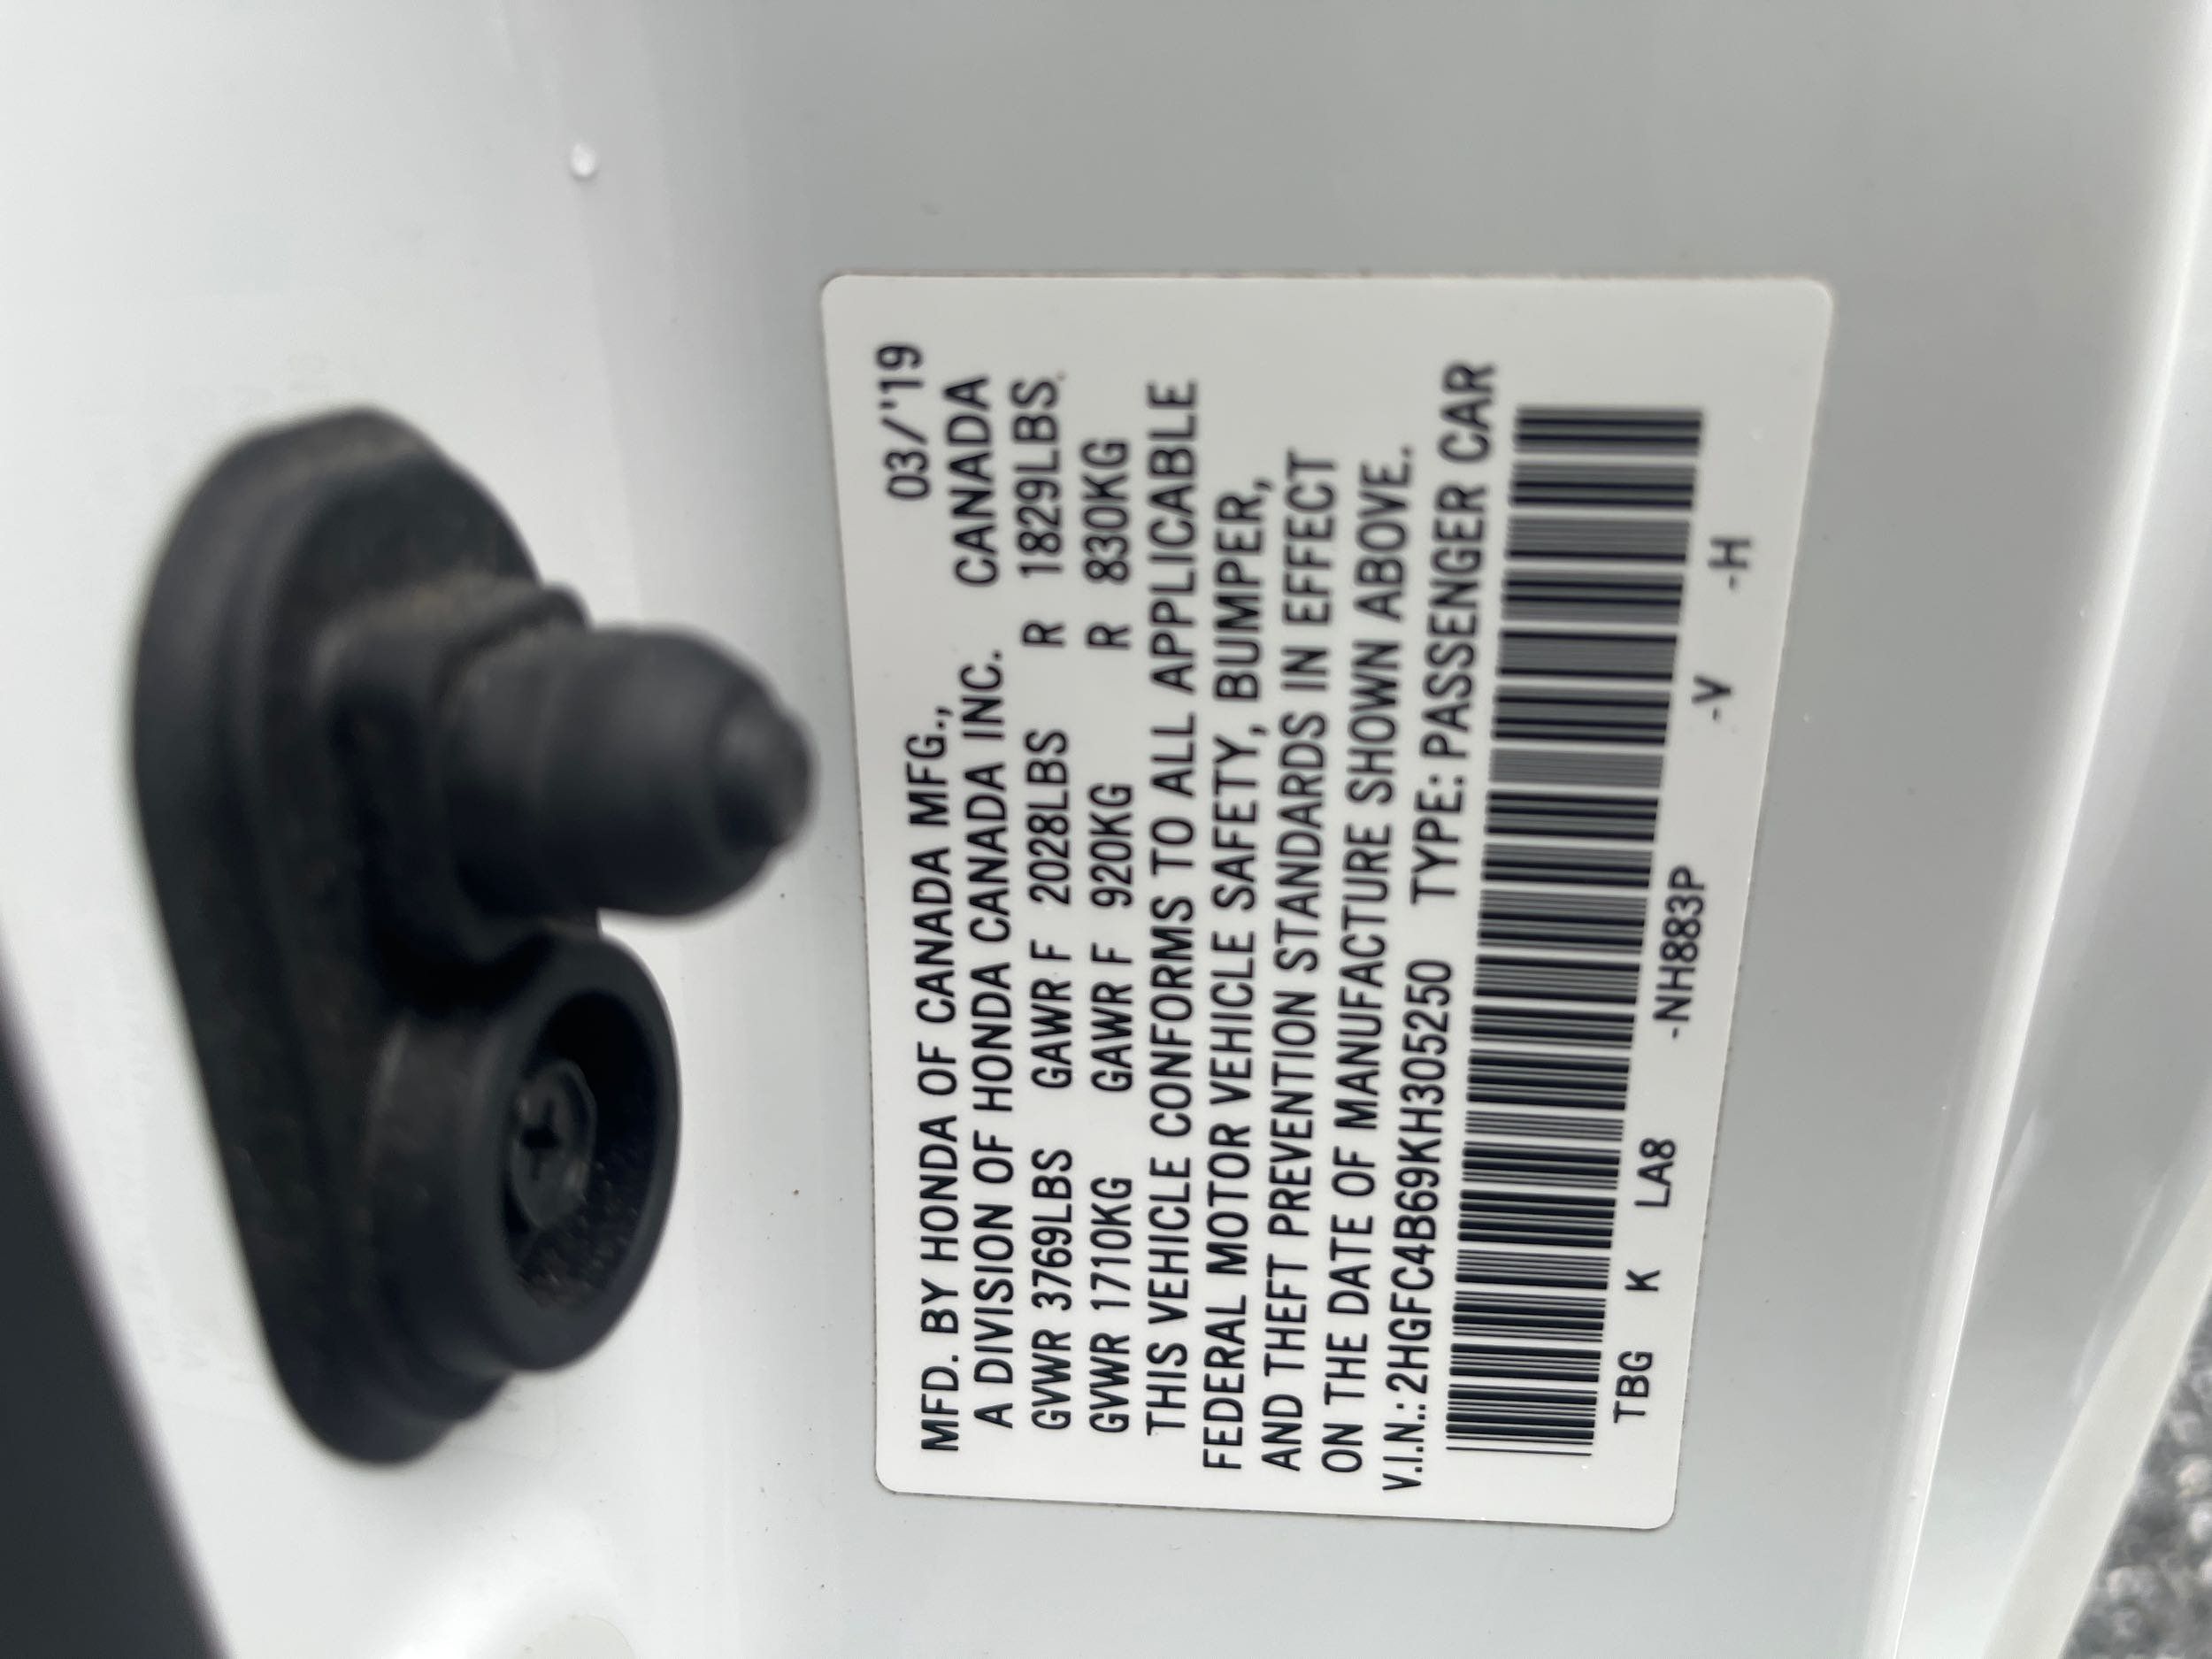 03/'19
MFD. BY HONDA OF CANADA MFG.,
A DIVISION OF HONDA CANADA INC. CANADA
GVWR 3769LBS GAWR F 2028LBS R 1829LBS
GVWR 1710KG GAWR F 920KG R 830KG
THIS VEHICLE CONFORMS TO ALL APPLICABLE
FEDERAL MOTOR VEHICLE SAFETY, BUMPER,
AND THEFT PREVENTION STANDARDS IN EFFECT
ON THE DATE OF MANUFACTURE SHOWN ABOVE.
V.I.N.: 2HGFC4B69KH305250 TYPE: PASSENGER CAR
TBG K LA8 -NH883P -V -H